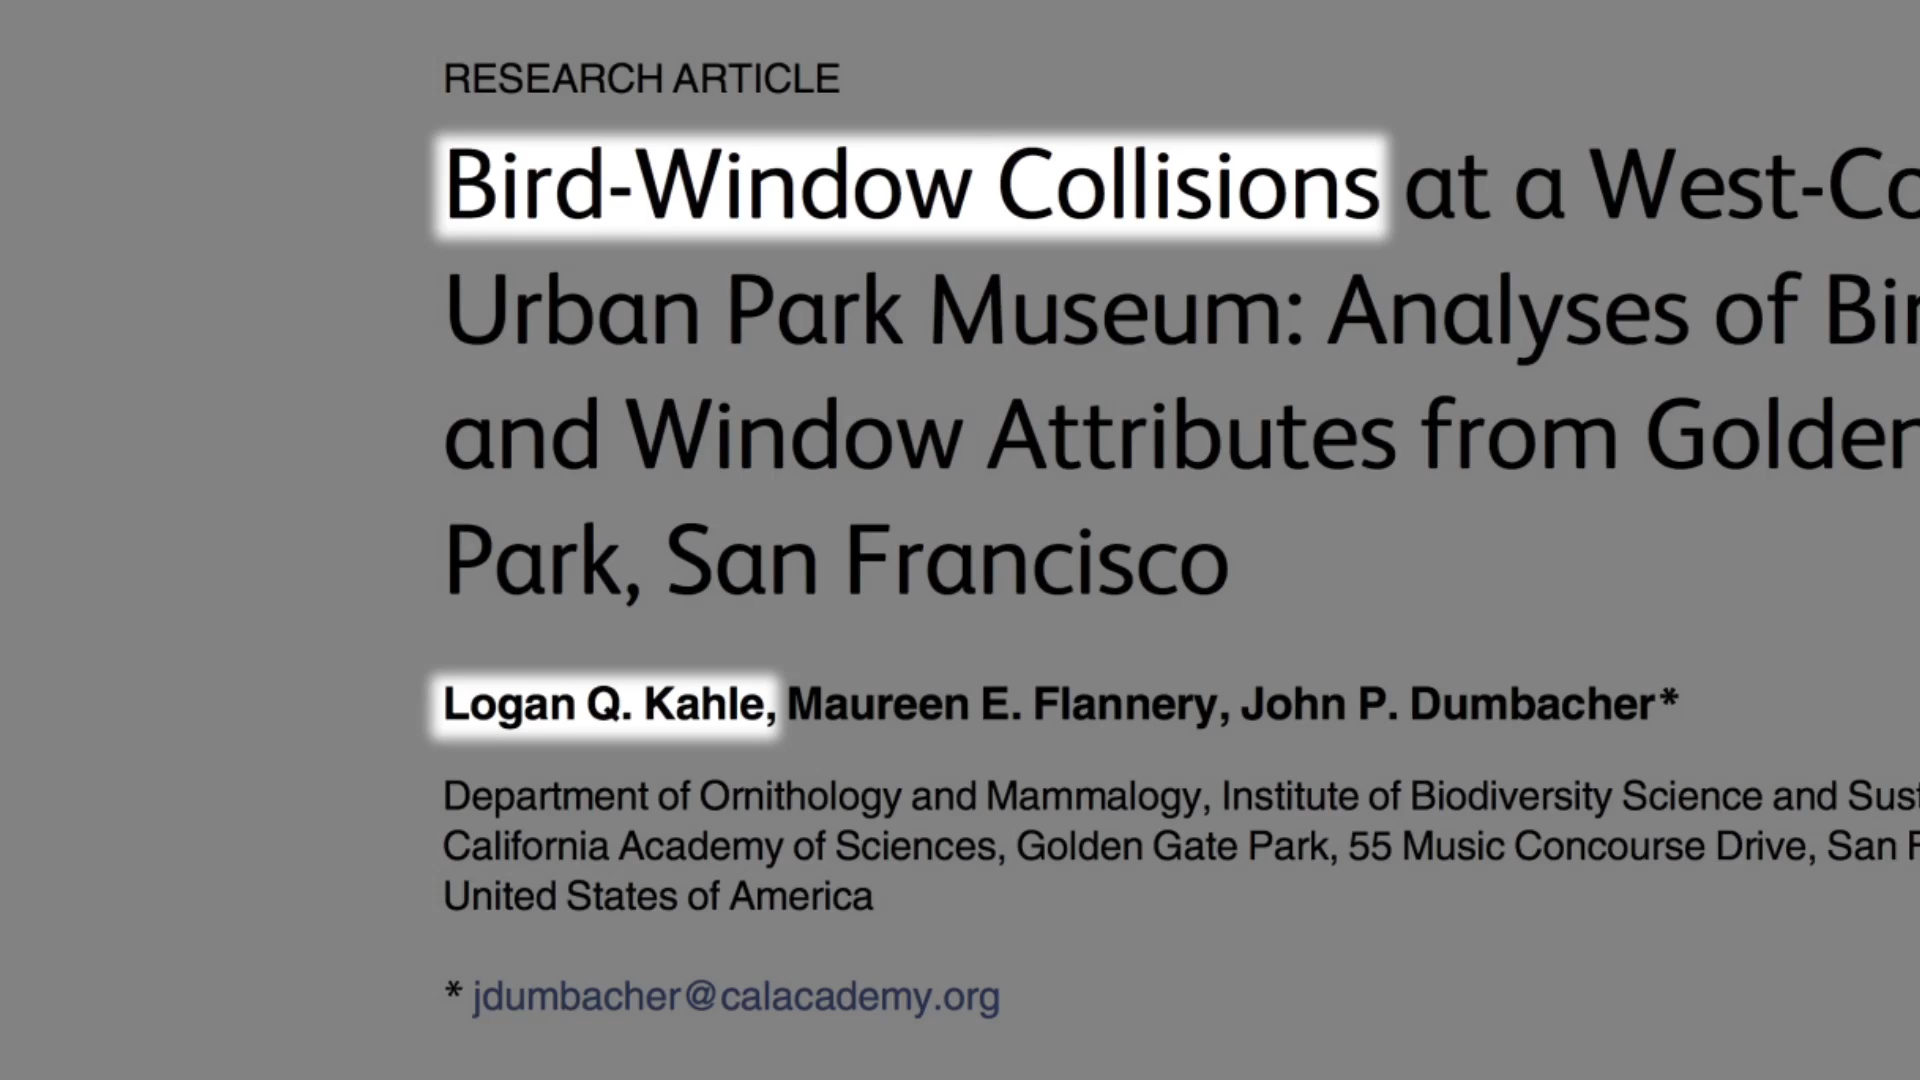 RESEARCH ARTICLE
Bird-Window Collisions at a West-Co
Urban Park Museum: Analyses of Bir
and Window Attributes from Golden
Park, San Francisco
Logan Q. Kahle, Maureen E. Flannery, John P. Dumbacher*
Department of Ornithology and Mammalogy, Institute of Biodiversity Science and Sust
California Academy of Sciences, Golden Gate Park, 55 Music Concourse Drive, San F
United States of America
* jdumbacher@calacademy.org